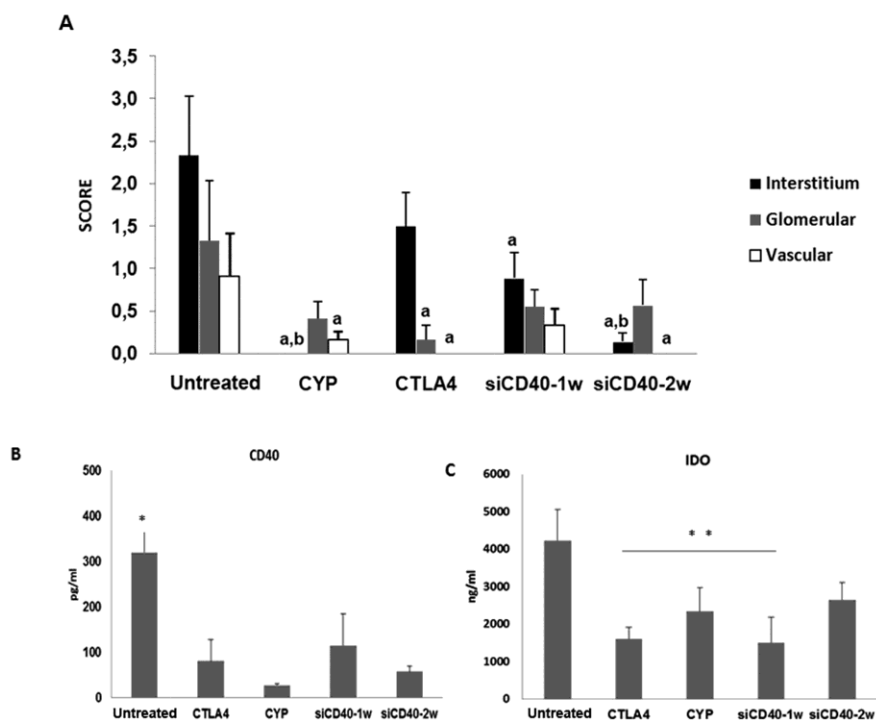 A
3,5
3,0
2,5
2,0
1,5
1,0
0,5
0,0
SCORE
a,b
a
a
a
a
a,b
a
Untreated CYP CTLA4 siCD40-1w siCD40-2w
Interstitium
Glomerular
Vascular
B
CD40
500
400
300
200
100
0
pg/ml
*
Untreated CTLA4 CYP siCD40-1w siCD40-2w
C
IDO
6000
5000
4000
3000
2000
1000
0
ng/ml
* *
Untreated CTLA4 CYP siCD40-1w siCD40-2w